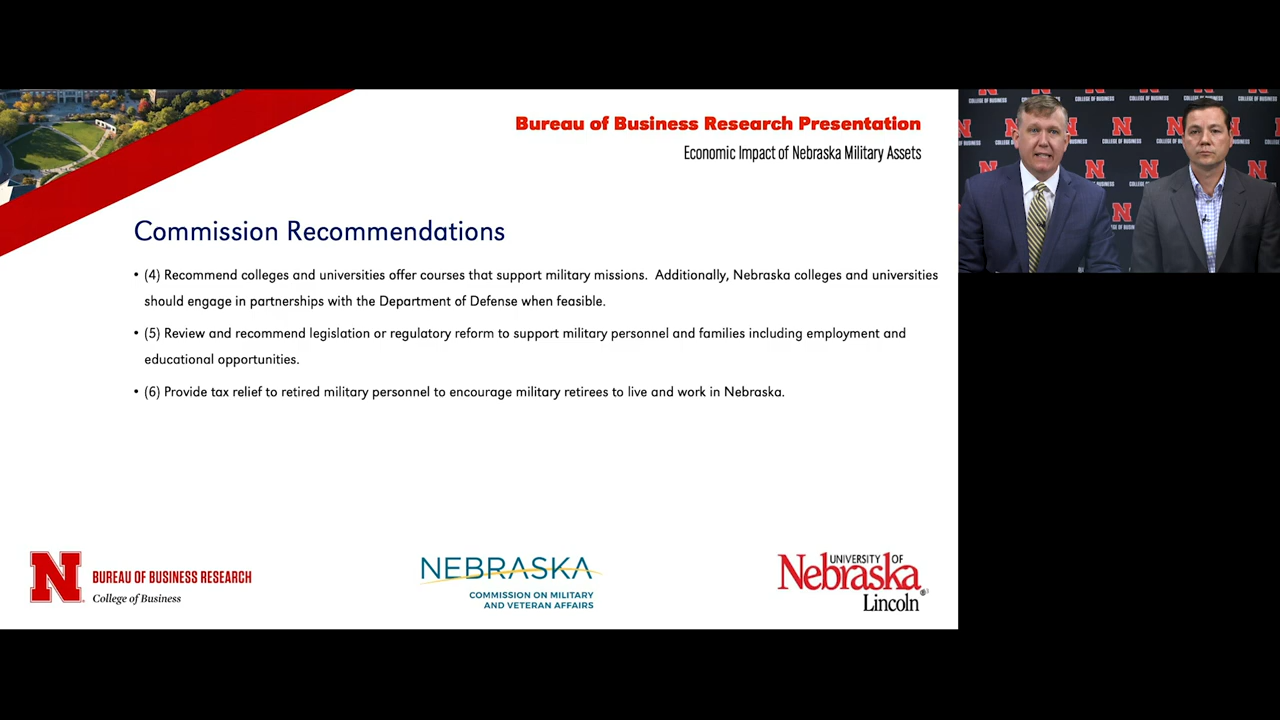 Bureau of Business Research Presentation
Economic Impact of Nebraska Military Assets
Commission Recommendations
• (4) Recommend colleges and universities offer courses that support military missions.  Additionally, Nebraska colleges and universities
should engage in partnerships with the Department of Defense when feasible.
• (5) Review and recommend legislation or regulatory reform to support military personnel and families including employment and
educational opportunities.
• (6) Provide tax relief to retired military personnel to encourage military retirees to live and work in Nebraska.
N
BUREAU OF BUSINESS RESEARCH
College of Business
NEBRASKA
COMMISSION ON MILITARY
AND VETERAN AFFAIRS
UNIVERSITY OF
Nebraska
Lincoln
N
COLLEGE OF BUSINESS